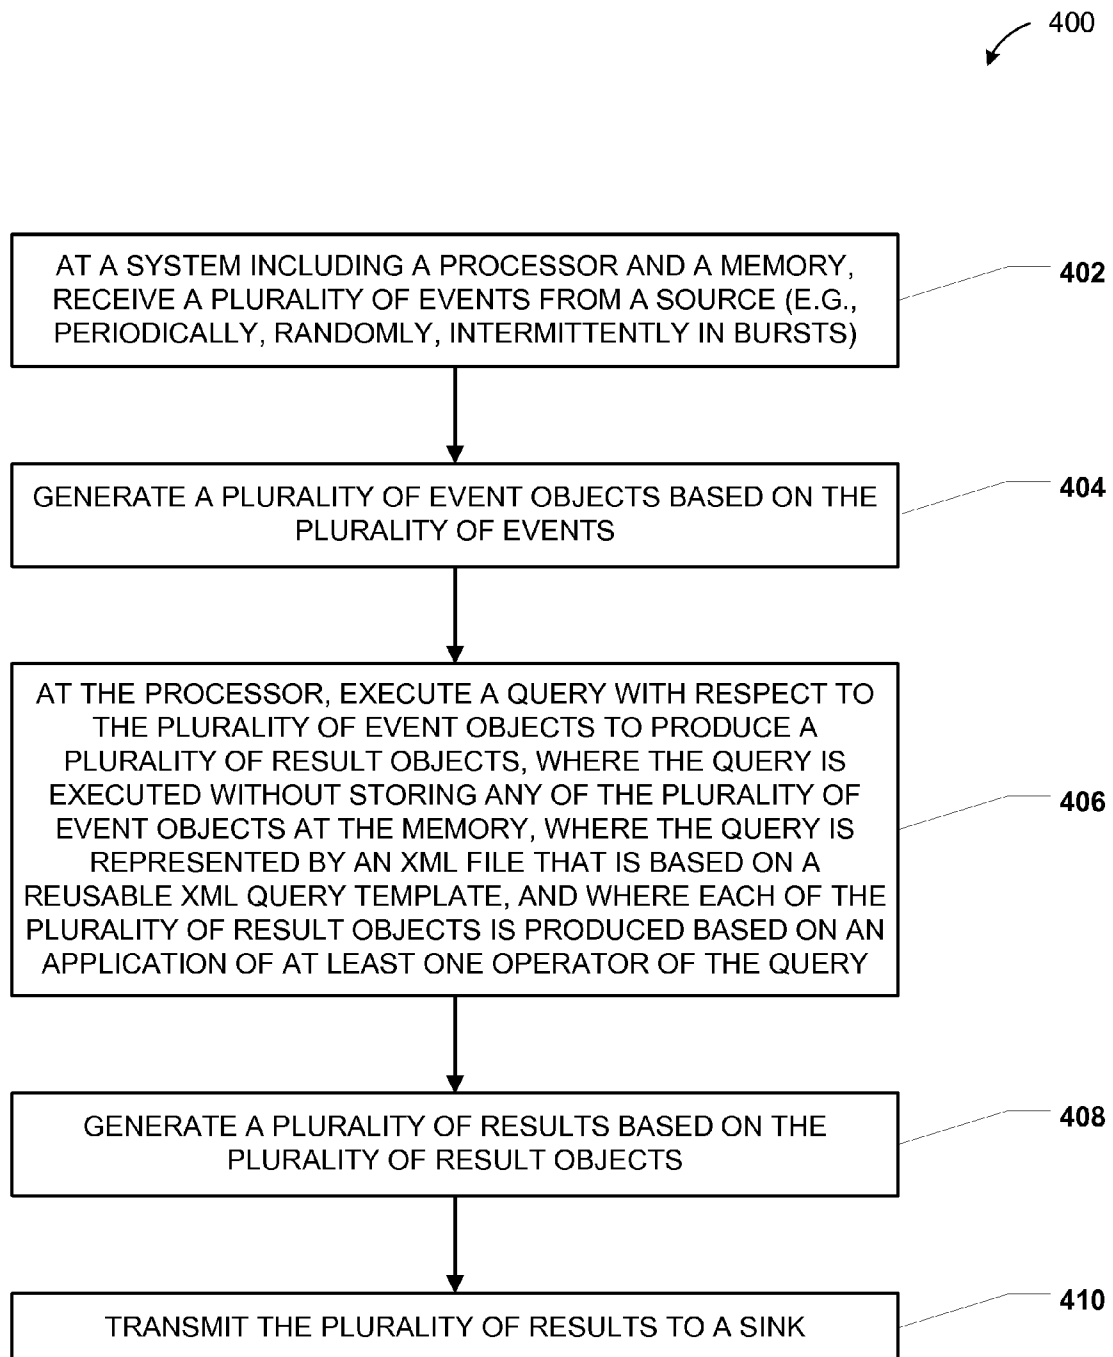 400
AT A SYSTEM INCLUDING A PROCESSOR AND A MEMORY,
RECEIVE A PLURALITY OF EVENTS FROM A SOURCE (E.G.,
PERIODICALLY, RANDOMLY, INTERMITTENTLY IN BURSTS)
402
GENERATE A PLURALITY OF EVENT OBJECTS BASED ON THE
PLURALITY OF EVENTS
404
AT THE PROCESSOR, EXECUTE A QUERY WITH RESPECT TO
THE PLURALITY OF EVENT OBJECTS TO PRODUCE A
PLURALITY OF RESULT OBJECTS, WHERE THE QUERY IS
EXECUTED WITHOUT STORING ANY OF THE PLURALITY OF
EVENT OBJECTS AT THE MEMORY, WHERE THE QUERY IS
REPRESENTED BY AN XML FILE THAT IS BASED ON A
REUSABLE XML QUERY TEMPLATE, AND WHERE EACH OF THE
PLURALITY OF RESULT OBJECTS IS PRODUCED BASED ON AN
APPLICATION OF AT LEAST ONE OPERATOR OF THE QUERY
406
GENERATE A PLURALITY OF RESULTS BASED ON THE
PLURALITY OF RESULT OBJECTS
408
TRANSMIT THE PLURALITY OF RESULTS TO A SINK
410